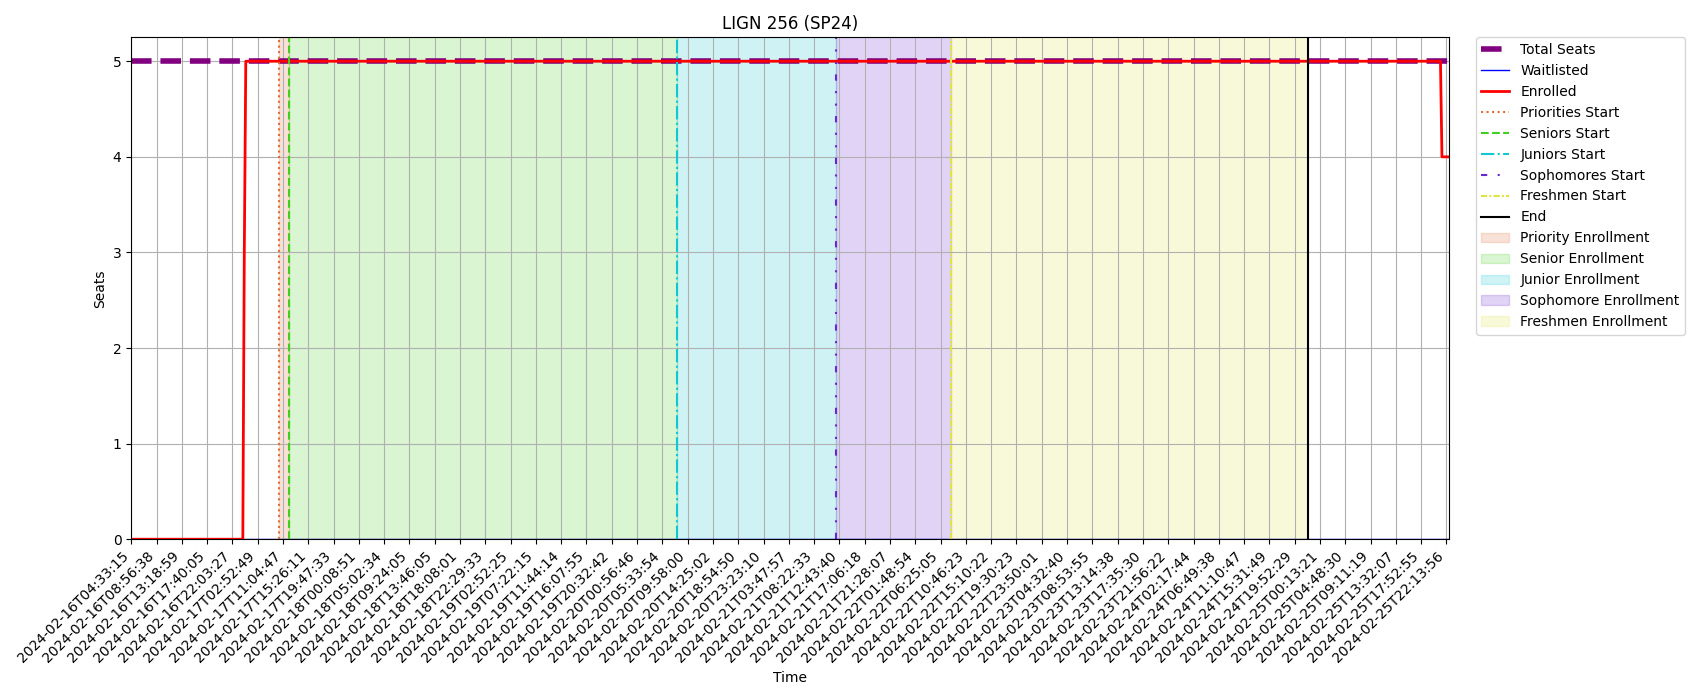 LIGN 256 (SP24)
Seats
5
4
3
2
1
0
2024-02-16T04:33:15
2024-02-16T08:56:38
2024-02-16T13:18:59
2024-02-16T17:40:05
2024-02-16T22:03:27
2024-02-17T02:52:49
2024-02-17T11:04:47
2024-02-17T15:26:11
2024-02-17T19:47:33
2024-02-18T00:08:51
2024-02-18T05:02:34
2024-02-18T09:24:05
2024-02-18T13:46:05
2024-02-18T18:08:01
2024-02-18T22:29:33
2024-02-19T02:52:25
2024-02-19T07:22:15
2024-02-19T11:44:14
2024-02-19T16:07:55
2024-02-19T20:32:42
2024-02-20T00:56:46
2024-02-20T05:33:54
2024-02-20T09:58:00
2024-02-20T14:25:02
2024-02-20T18:54:50
2024-02-20T23:23:10
2024-02-21T03:47:57
2024-02-21T08:22:33
2024-02-21T12:43:40
2024-02-21T17:06:18
2024-02-21T21:28:07
2024-02-22T01:48:54
2024-02-22T06:25:05
2024-02-22T10:46:23
2024-02-22T15:10:22
2024-02-22T19:30:23
2024-02-22T23:50:01
2024-02-23T04:32:40
2024-02-23T08:53:55
2024-02-23T13:14:38
2024-02-23T17:35:30
2024-02-23T21:56:22
2024-02-24T02:17:44
2024-02-24T06:49:38
2024-02-24T11:10:47
2024-02-24T15:31:49
2024-02-24T19:52:29
2024-02-25T00:13:21
2024-02-25T04:48:30
2024-02-25T09:11:19
2024-02-25T13:32:07
2024-02-25T17:52:55
2024-02-25T22:13:56
Time
Total Seats
Waitlisted
Enrolled
Priorities Start
Seniors Start
Juniors Start
Sophomores Start
Freshmen Start
End
Priority Enrollment
Senior Enrollment
Junior Enrollment
Sophomore Enrollment
Freshmen Enrollment